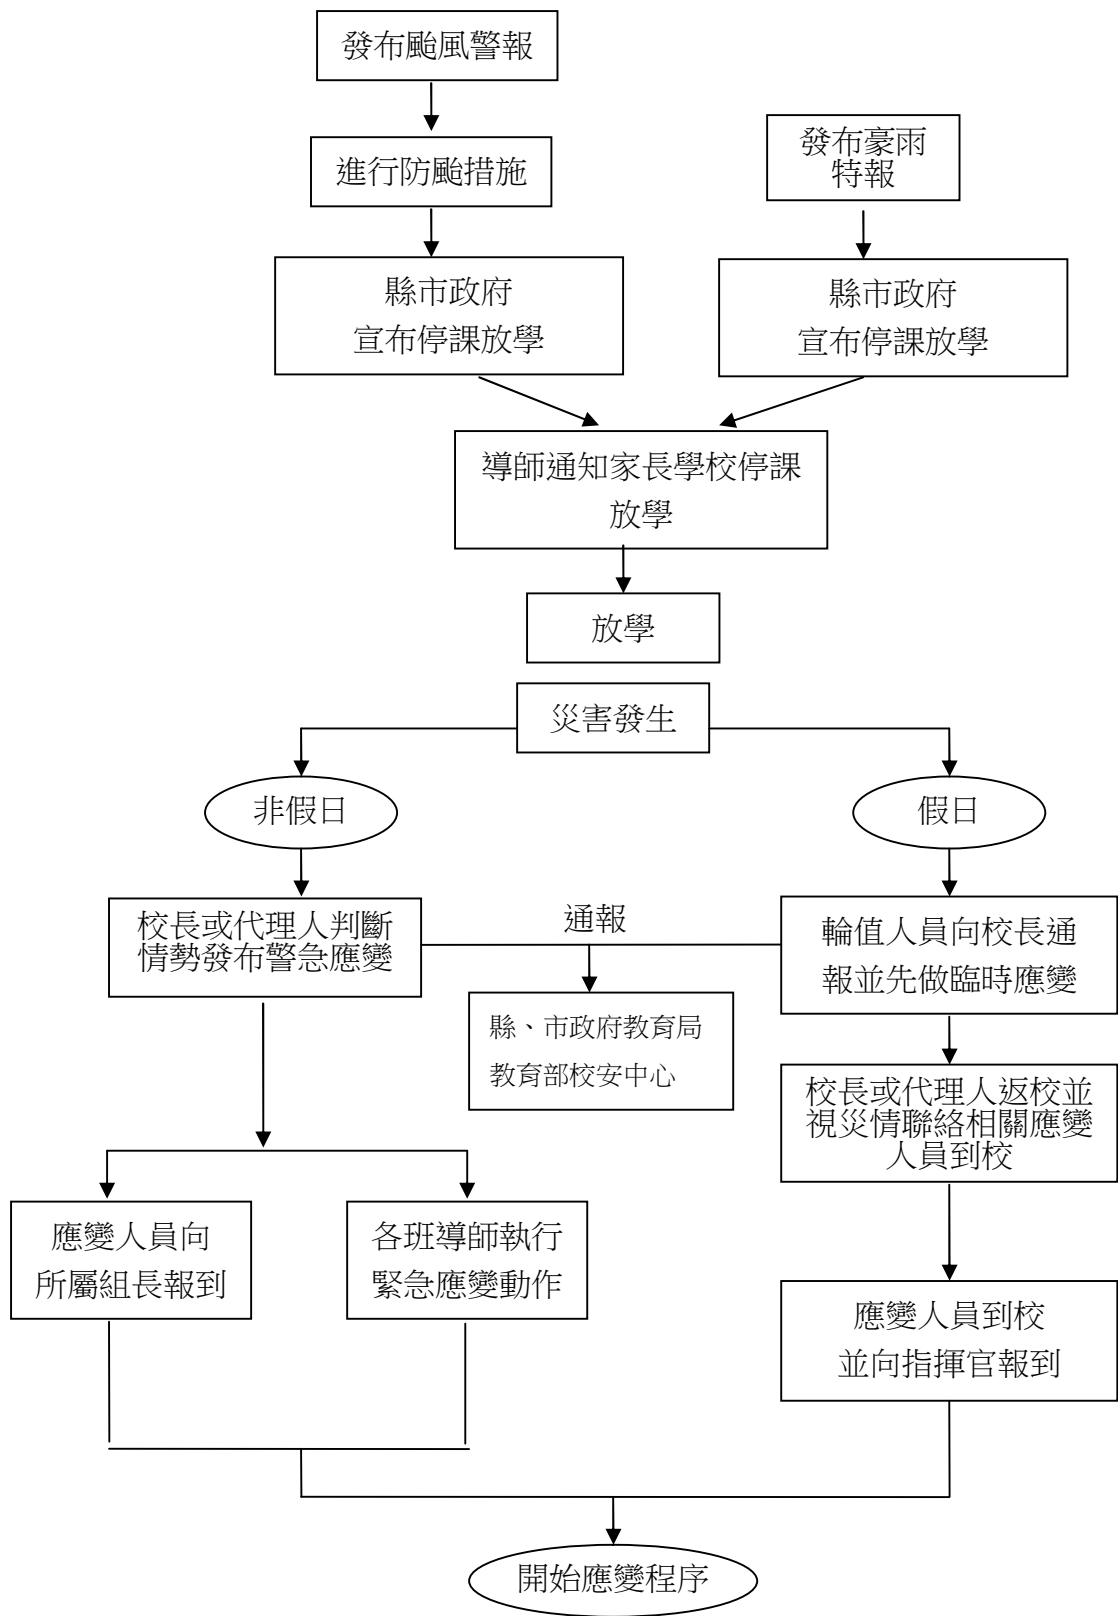 發布颱風警報
進行防颱措施
發布豪雨
特報
縣市政府
宣布停課放學
縣市政府
宣布停課放學
導師通知家長學校停課
放學
放學
災害發生
非假日
假日
校長或代理人判斷
情勢發布警急應變
通報
輪值人員向校長通
報並先做臨時應變
縣、市政府教育局
教育部校安中心
校長或代理人返校並
視災情聯絡相關應變
人員到校
應變人員向
所屬組長報到
各班導師執行
緊急應變動作
應變人員到校
並向指揮官報到
開始應變程序